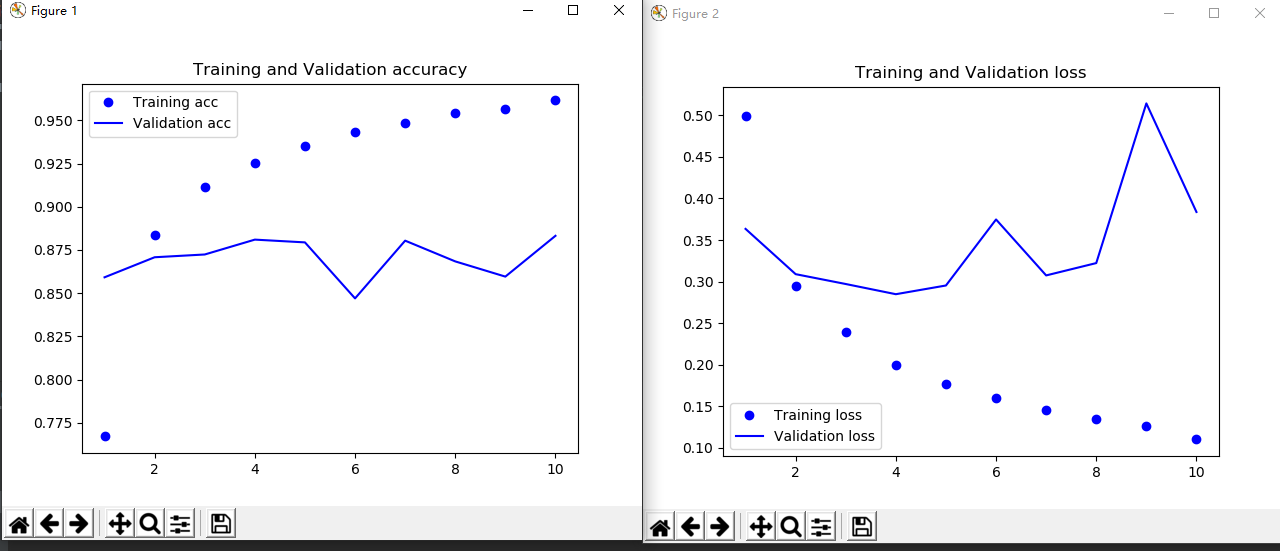 Figure 1
Training and Validation accuracy
Training acc
Validation acc
0.950
0.925
0.900
0.875
0.850
0.825
0.800
0.775
2 4 6 8 10
Figure 2
Training and Validation loss
0.50
0.45
0.40
0.35
0.30
0.25
0.20
0.15
0.10
Training loss
Validation loss
2 4 6 8 10